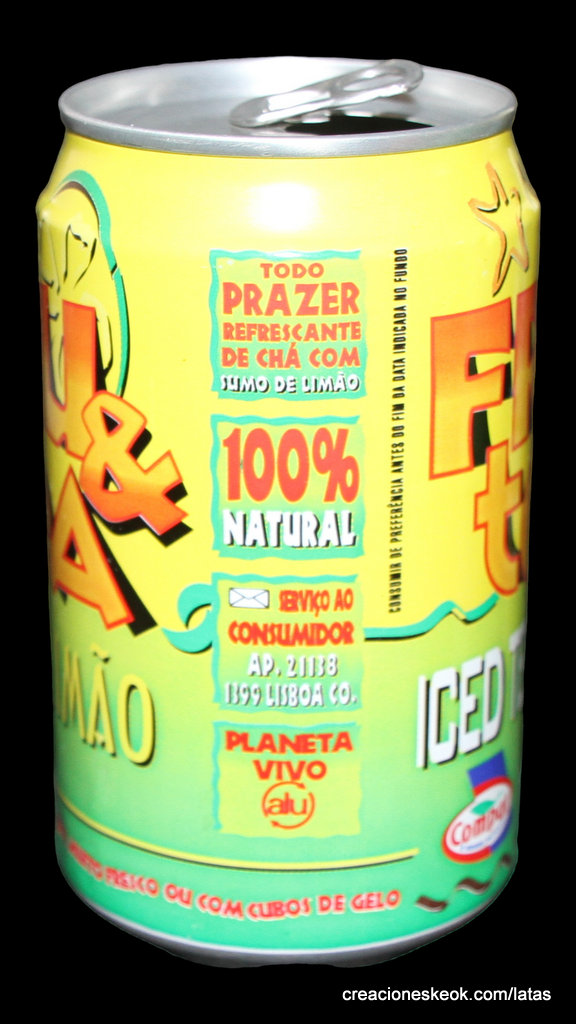 TODO
PRAZER
REFRESCANTE
DE CHÁ COM
SUMO DE LIMÃO
100%
NATURAL
SERVIÇO AO
CONSUMIDOR
AP. 21138
1399 LISBOA CO.
PLANETA
VIVO
alu
CONSUMIR DE PREFERÊNCIA ANTES DO FIM DA DATA INDICADA NO FUNDO
u&
A
MÃO
FR
t
ICED T
Compal
FRESCO OU COM CUBOS DE GELO
creacioneskeok.com/latas